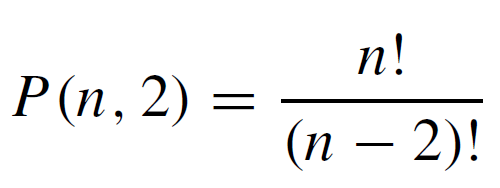 P(n, 2) = n! / (n − 2)!